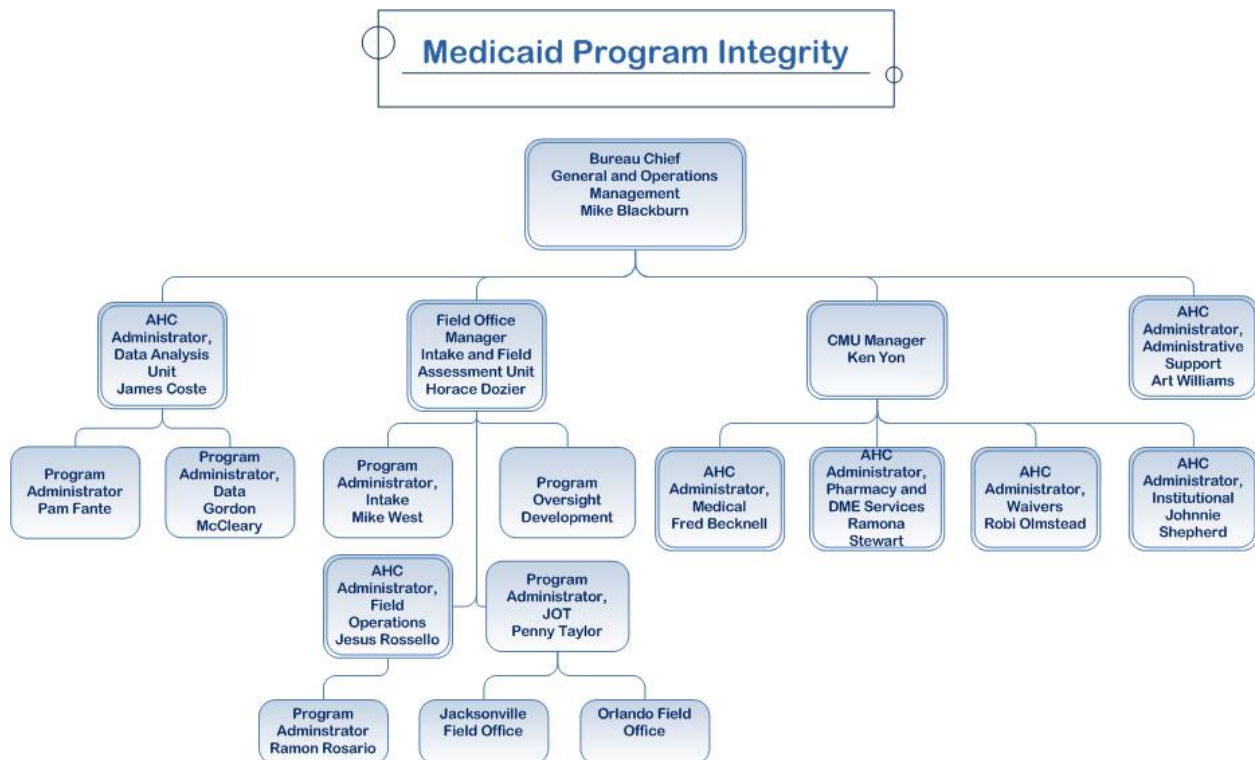 Medicaid Program Integrity
Bureau Chief
General and Operations
Management
Mike Blackburn
AHC
Administrator,
Data Analysis
Unit
James Coste
Field Office
Manager
Intake and Field
Assessment Unit
Horace Dozier
CMU Manager
Ken Yon
AHC
Administrator,
Administrative
Support
Art Williams
Program
Administrator
Pam Fante
Program
Administrator,
Data
Gordon
McCleary
Program
Administrator,
Intake
Mike West
Program
Oversight
Development
AHC
Administrator,
Medical
Fred Becknell
AHC
Administrator,
Pharmacy and
DME Services
Ramona
Stewart
AHC
Administrator,
Waivers
Robi Olmstead
AHC
Administrator,
Institutional
Johnnie
Shepherd
AHC
Administrator,
Field
Operations
Jesus Rossello
Program
Administrator,
JOT
Penny Taylor
Program
Adminstrator
Ramon Rosario
Jacksonville
Field Office
Orlando Field
Office